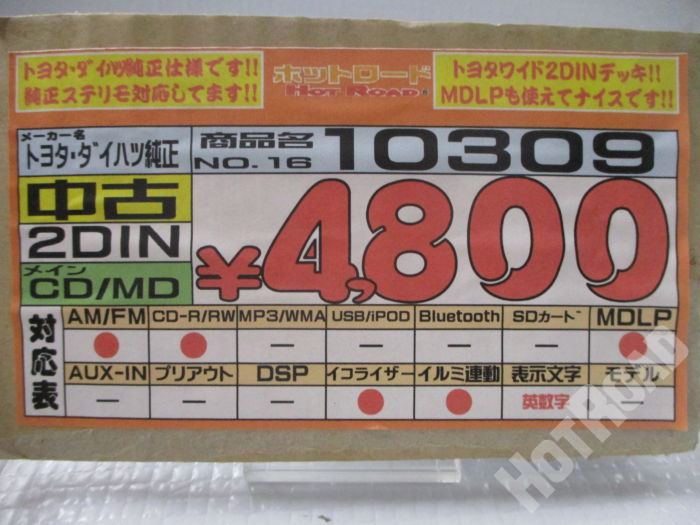 トヨタ・ダイハツ純正仕様です!!
純正ステリモ対応してます!!
ホットロード
HOT ROAD
トヨタワイド2DINデッキ!!
MDLPも使えてナイスです!!
メーカー名
トヨタ・ダイハツ純正
商品名
NO.16
10309
中古
2DIN
メイン
CD/MD
¥4,800
対応表
AM/FM CD-R/RW MP3/WMA USB/iPOD Bluetooth SDカード MDLP
● ● － － － － ●
AUX-IN プリアウト DSP イコライザー イルミ連動 表示文字 モデル
－ － － ● ● 英数字 －
HOTROAD